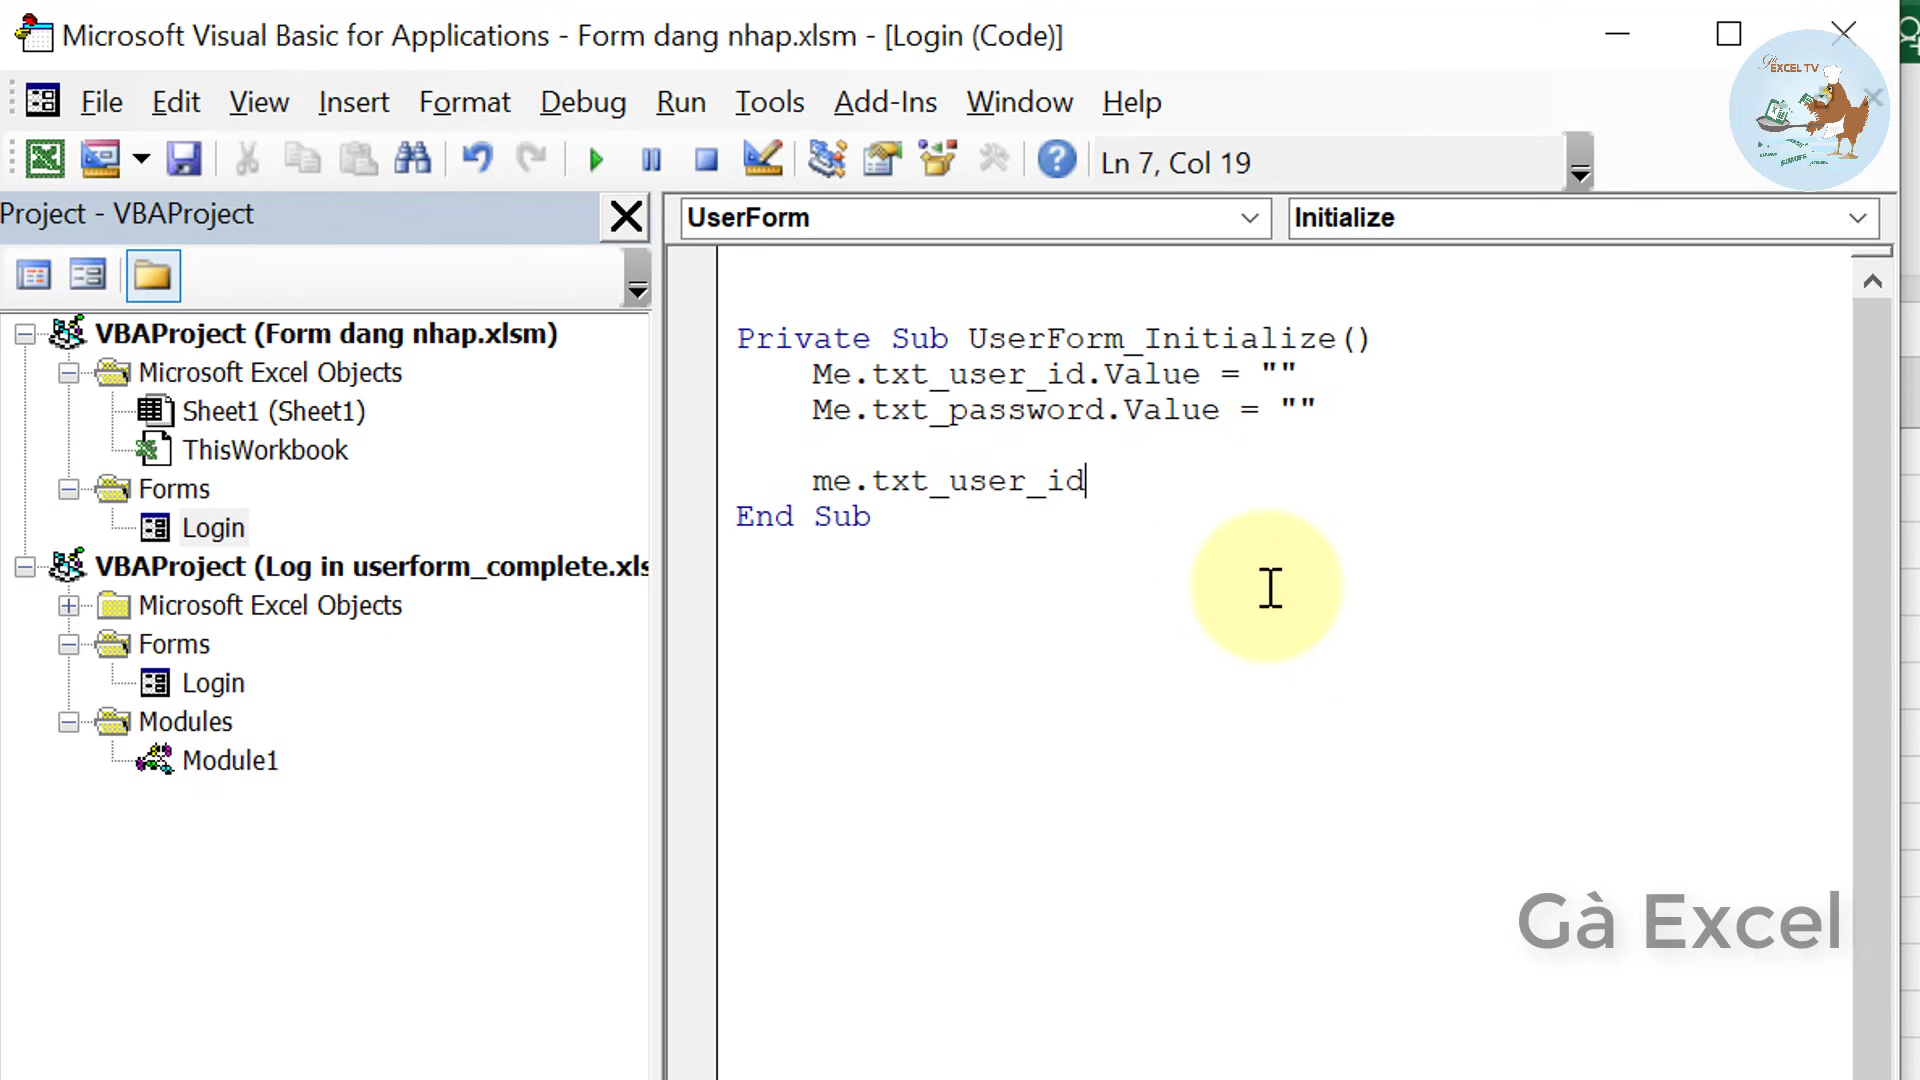 Microsoft Visual Basic for Applications - Form dang nhap.xlsm - [Login (Code)]
Gà
EXCEL TV
File Edit View Insert Format Debug Run Tools Add-Ins Window Help
Ln 7, Col 19
Project - VBAProject
UserForm
Initialize
VBAProject (Form dang nhap.xlsm)
Microsoft Excel Objects
Sheet1 (Sheet1)
ThisWorkbook
Forms
Login
VBAProject (Log in userform_complete.xls
Microsoft Excel Objects
Forms
Login
Modules
Module1
Private Sub UserForm_Initialize()
Me.txt_user_id.Value = ""
Me.txt_password.Value = ""
me.txt_user_id
End Sub
Gà Excel